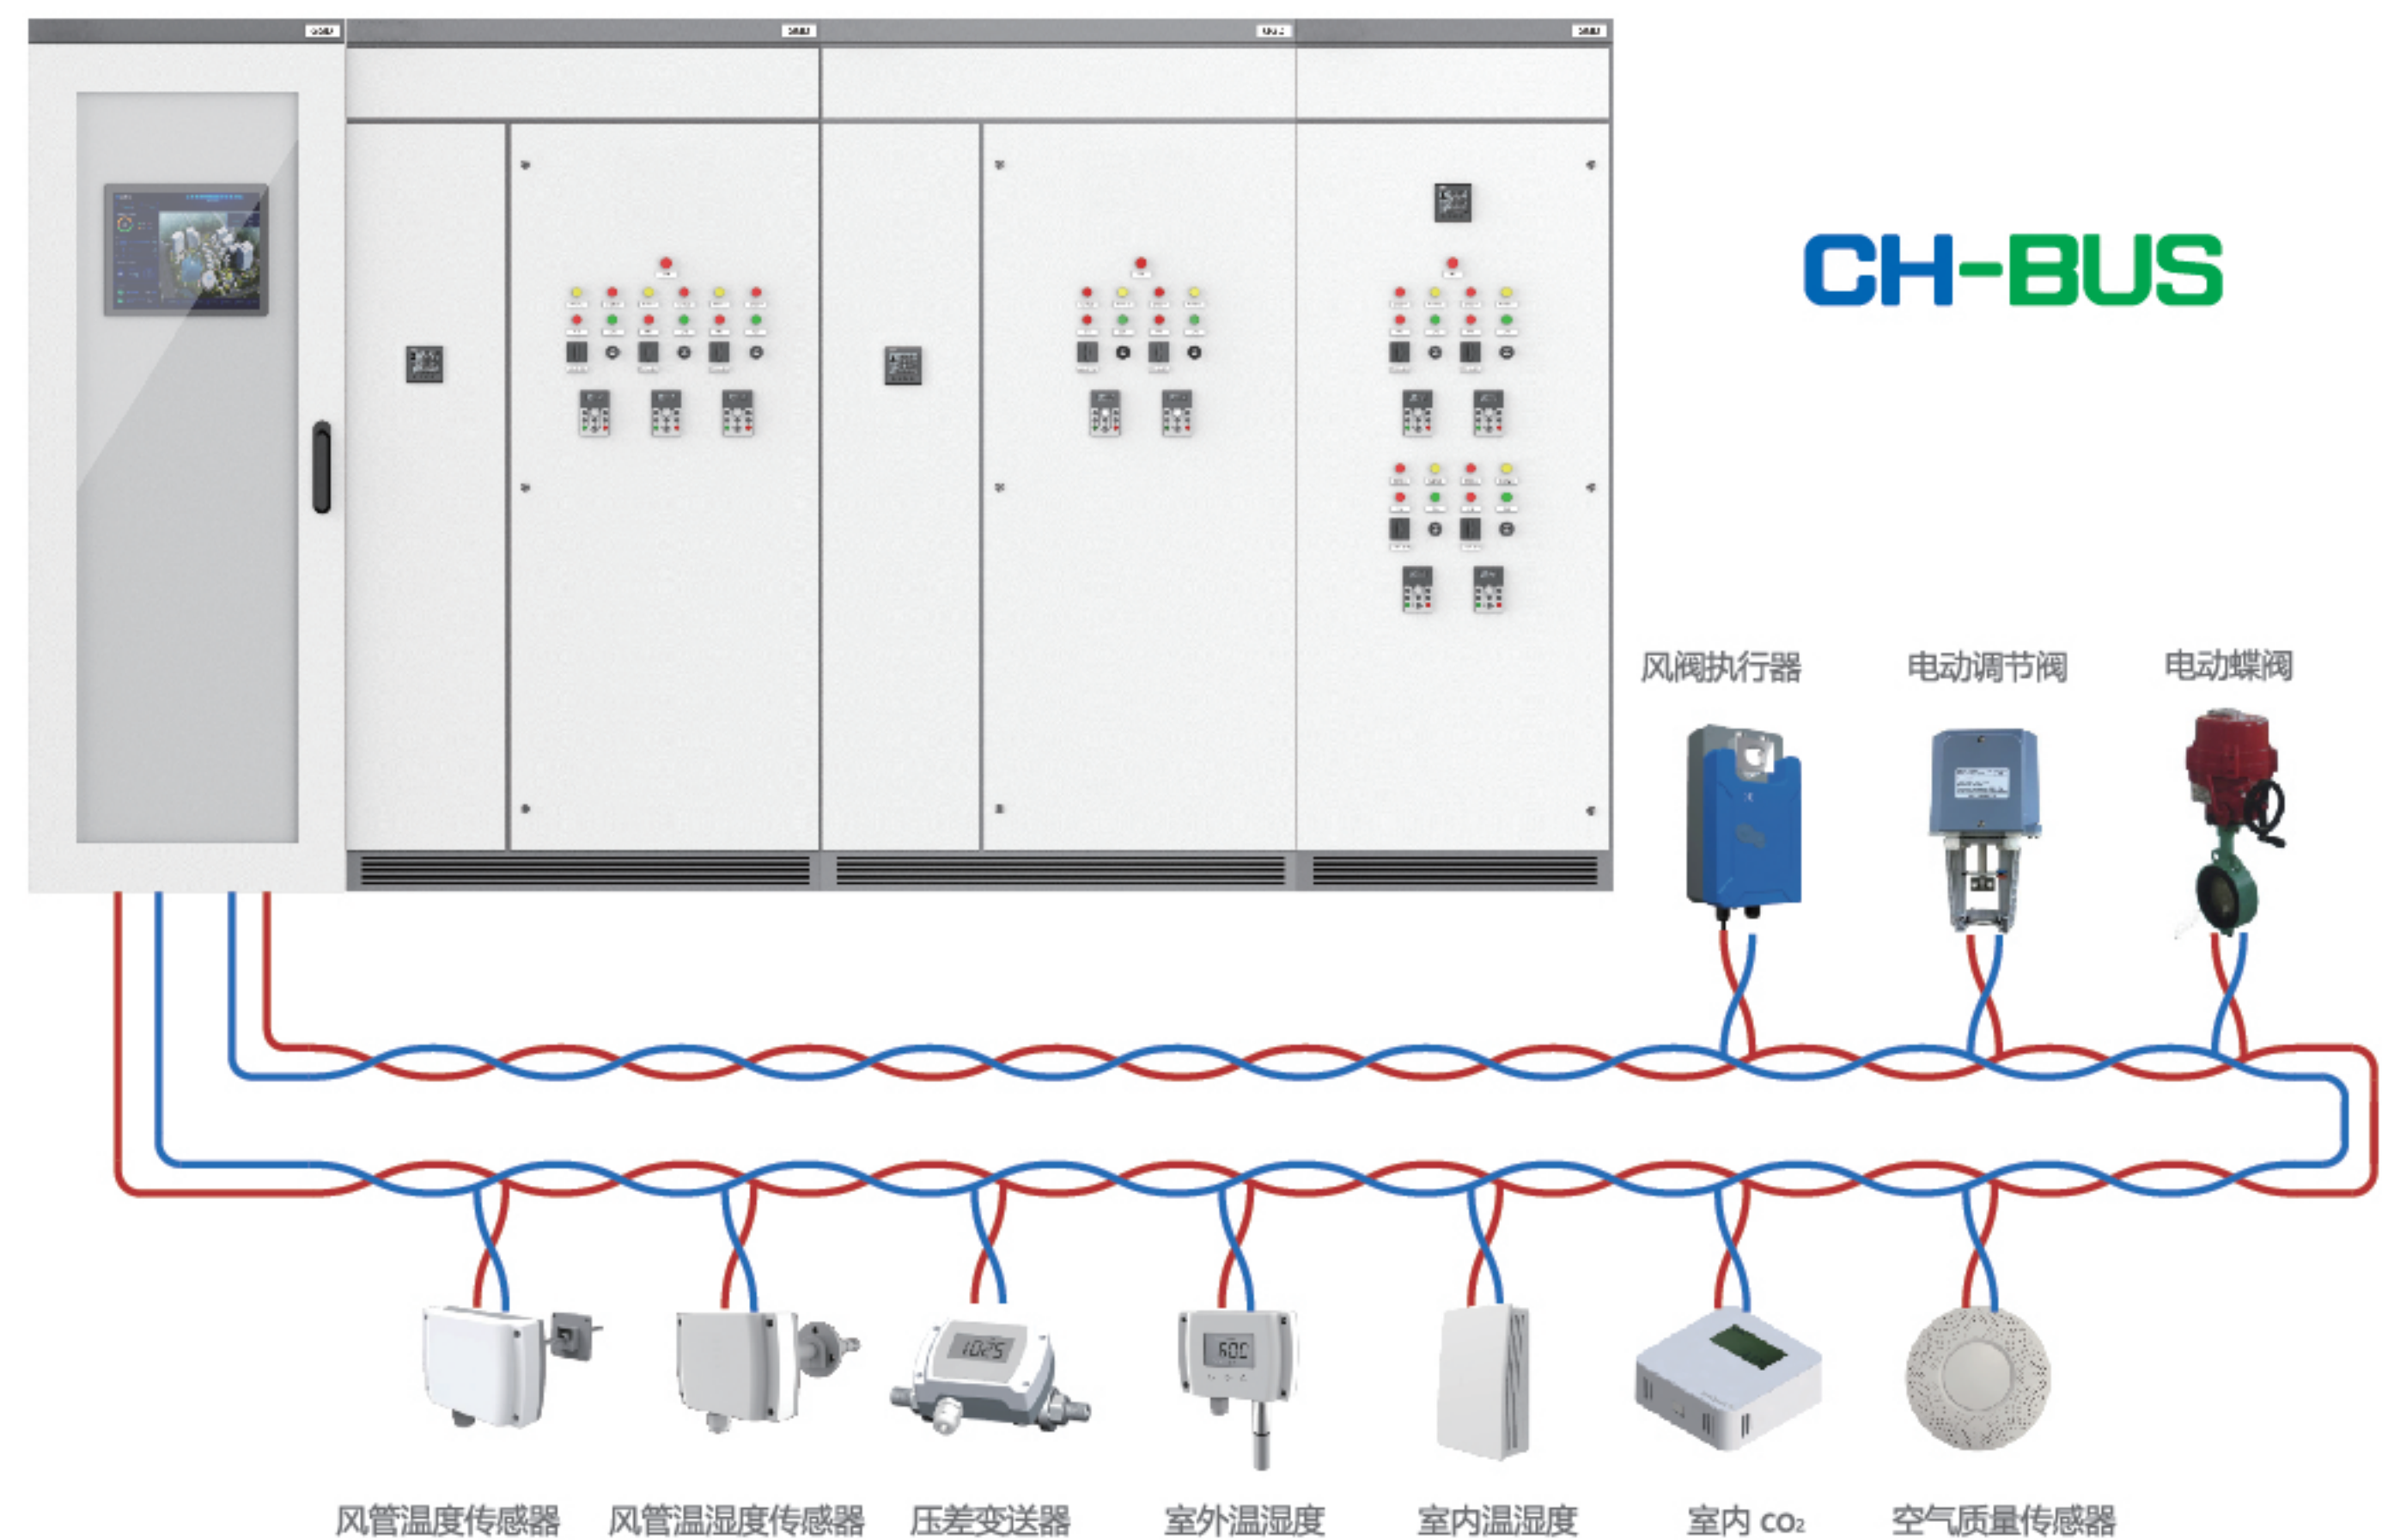 CH-BUS
风阀执行器
电动调节阀
电动蝶阀
1025
600
风管温度传感器
风管温湿度传感器
压差变送器
室外温湿度
室内温湿度
室内 CO₂
空气质量传感器